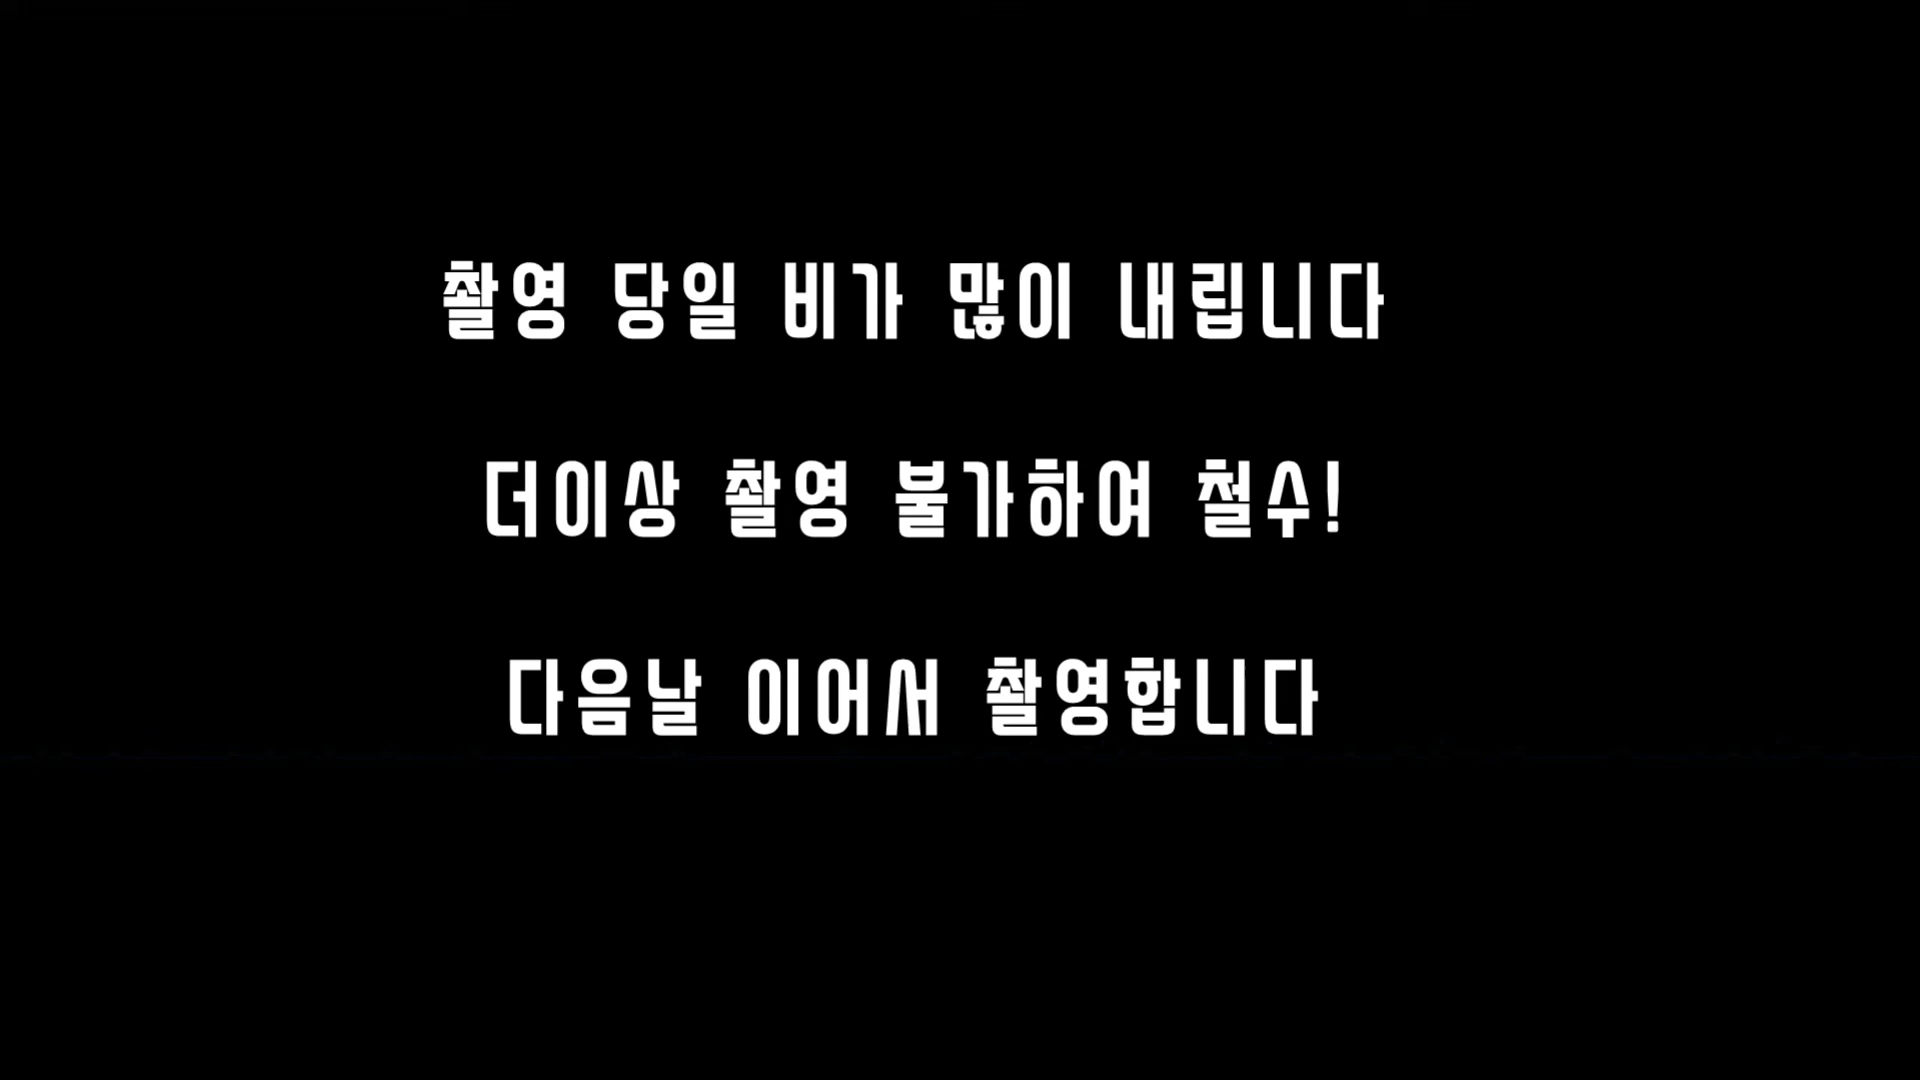 촬영 당일 비가 많이 내립니다
더이상 촬영 불가하여 철수!
다음날 이어서 촬영합니다